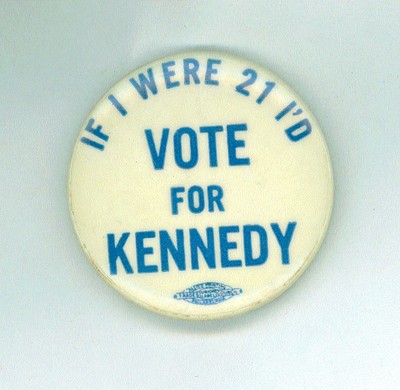 IF I WERE 21 I'D
VOTE
FOR
KENNEDY